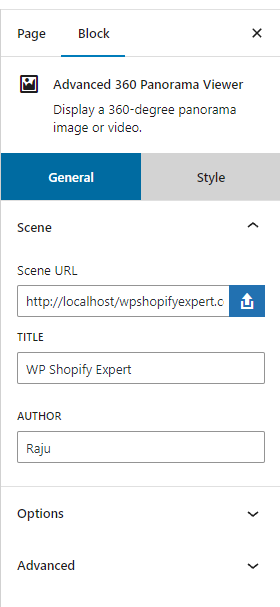 Page Block
Advanced 360 Panorama Viewer
Display a 360-degree panorama
image or video.
General Style
Scene
Scene URL
http://localhost/wpshopifyexpert.c
TITLE
WP Shopify Expert
AUTHOR
Raju
Options
Advanced